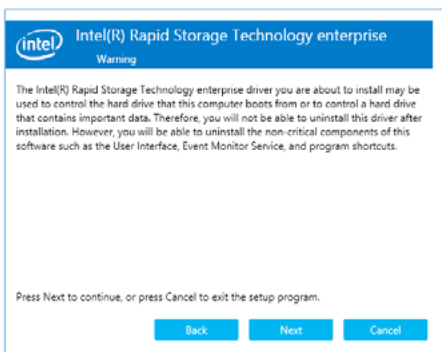 intel
Intel(R) Rapid Storage Technology enterprise
Warning
The Intel(R) Rapid Storage Technology enterprise driver you are about to install may be
used to control the hard drive that this computer boots from or to control a hard drive
that contains important data. Therefore, you will not be able to uninstall this driver after
installation. However, you will be able to uninstall the non-critical components of this
software such as the User Interface, Event Monitor Service, and program shortcuts.
Press Next to continue, or press Cancel to exit the setup program.
Back Next Cancel